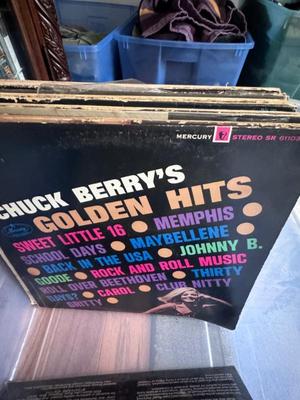 MERCURY STEREO SR 61103
CHUCK BERRY'S
GOLDEN HITS
SWEET LITTLE 16 • MEMPHIS
SCHOOL DAYS • MAYBELLENE
• BACK IN THE USA • JOHNNY B.
GOODE • ROCK AND ROLL MUSIC
ROLL OVER BEETHOVEN • THIRTY
DAYS? • CAROL • CLUB NITTY
GRITTY